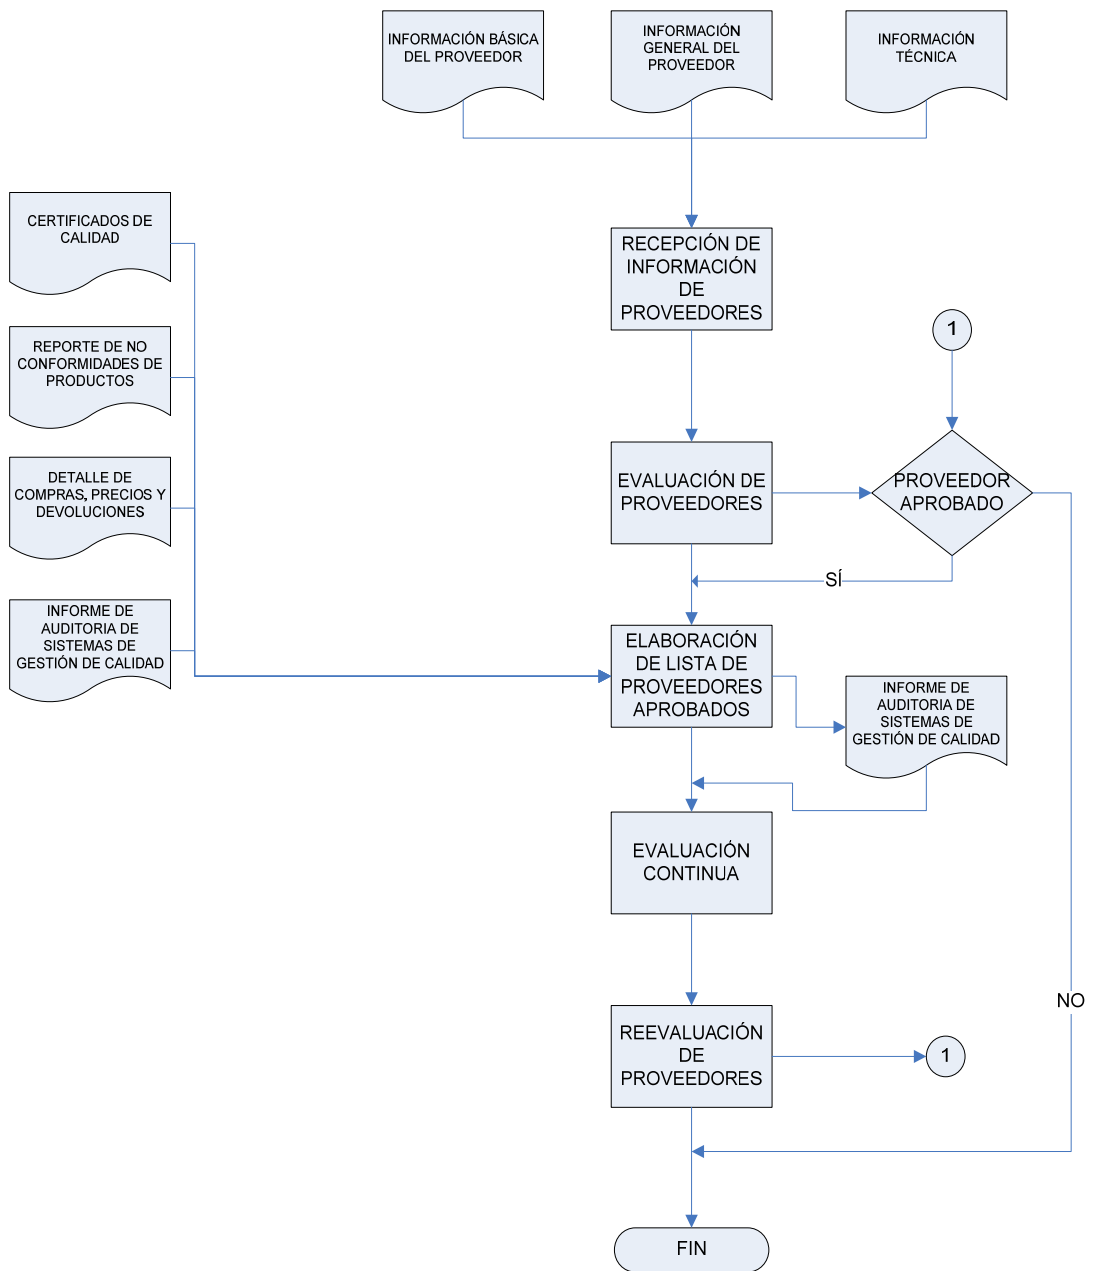 INFORMACIÓN BÁSICA
DEL PROVEEDOR
INFORMACIÓN
GENERAL DEL
PROVEEDOR
INFORMACIÓN
TÉCNICA
CERTIFICADOS DE
CALIDAD
RECEPCIÓN DE
INFORMACIÓN
DE
PROVEEDORES
1
REPORTE DE NO
CONFORMIDADES DE
PRODUCTOS
DETALLE DE
COMPRAS, PRECIOS Y
DEVOLUCIONES
EVALUACIÓN DE
PROVEEDORES
PROVEEDOR
APROBADO
SÍ
INFORME DE
AUDITORIA DE
SISTEMAS DE
GESTIÓN DE CALIDAD
ELABORACIÓN
DE LISTA DE
PROVEEDORES
APROBADOS
INFORME DE
AUDITORIA DE
SISTEMAS DE
GESTIÓN DE CALIDAD
EVALUACIÓN
CONTINUA
NO
REEVALUACIÓN
DE
PROVEEDORES
1
FIN